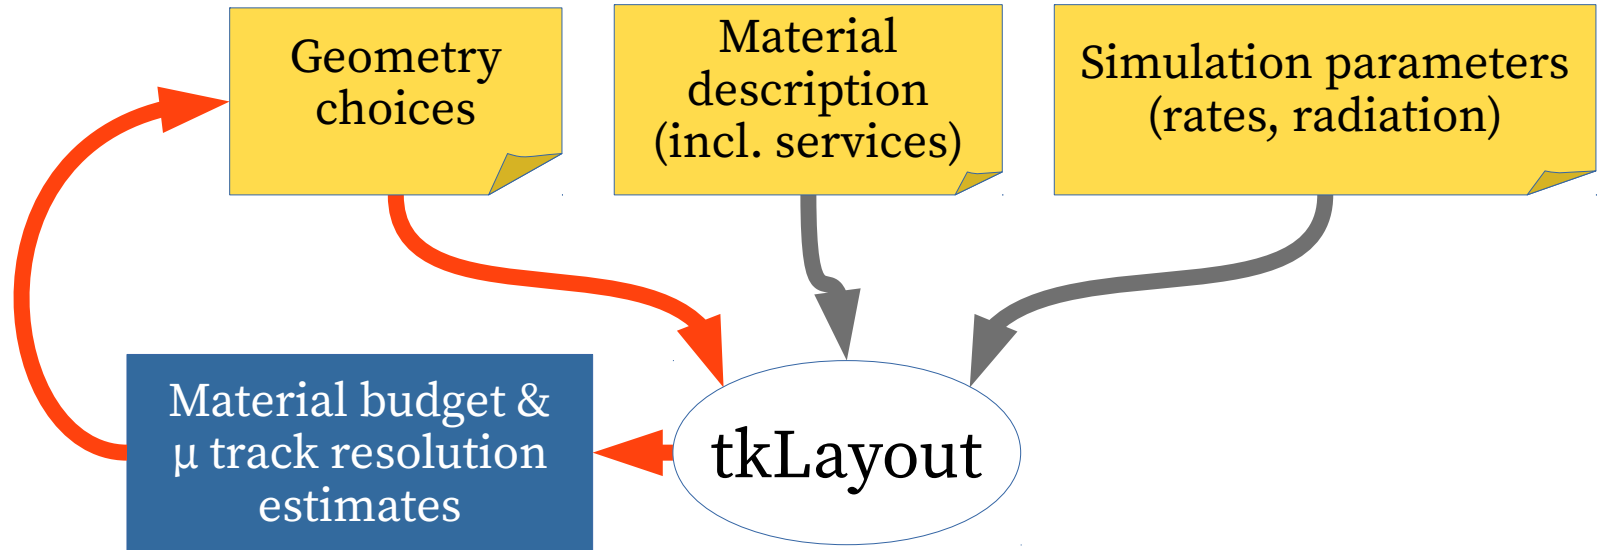 Geometry
choices
Material
description
(incl. services)
Simulation parameters
(rates, radiation)
Material budget &
μ track resolution
estimates
tkLayout